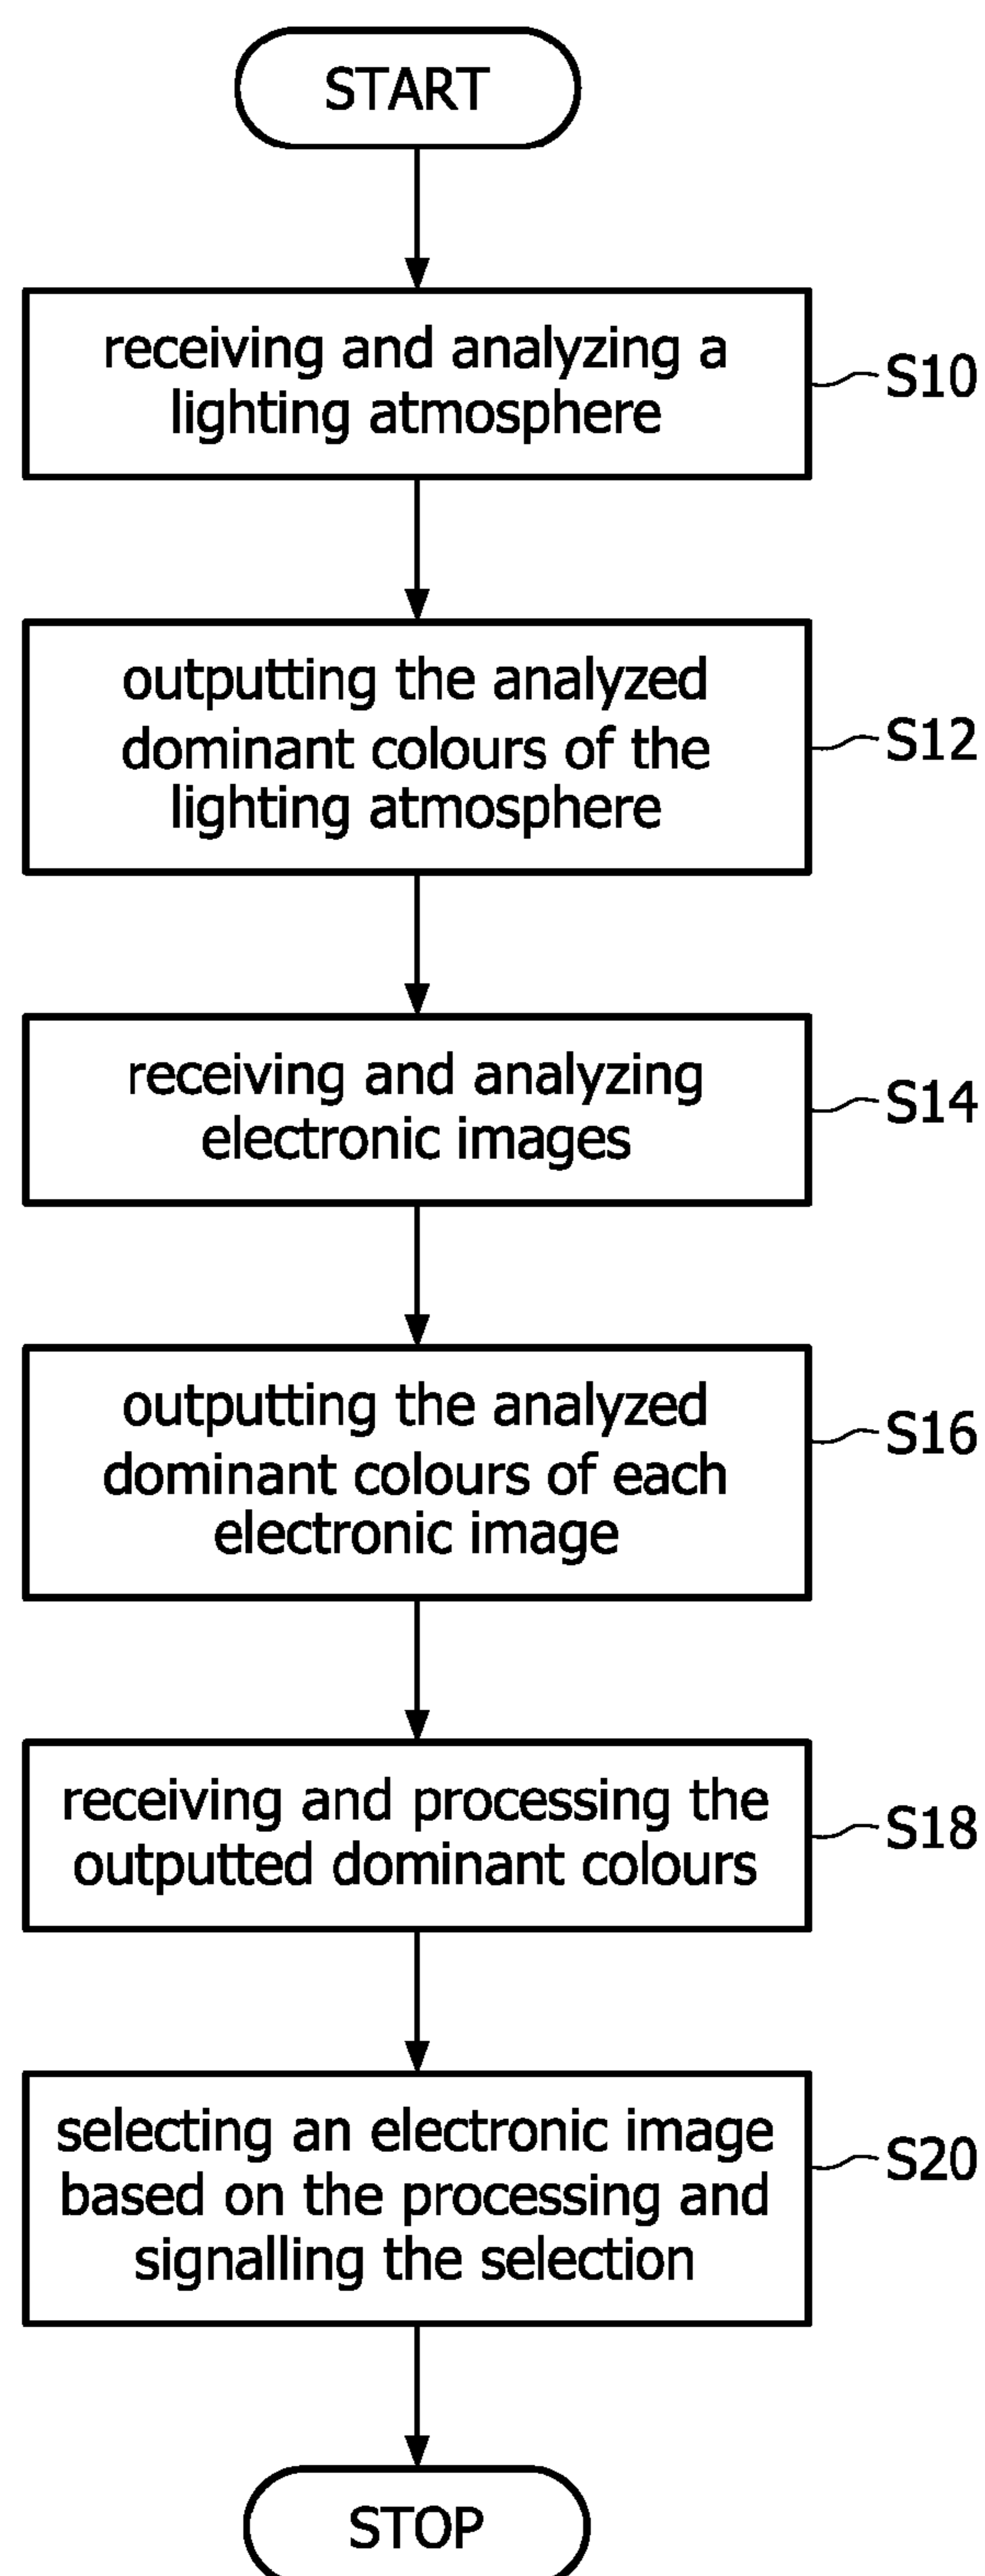 START
receiving and analyzing a
lighting atmosphere
S10
outputting the analyzed
dominant colours of the
lighting atmosphere
S12
receiving and analyzing
electronic images
S14
outputting the analyzed
dominant colours of each
electronic image
S16
receiving and processing the
outputted dominant colours
S18
selecting an electronic image
based on the processing and
signalling the selection
S20
STOP